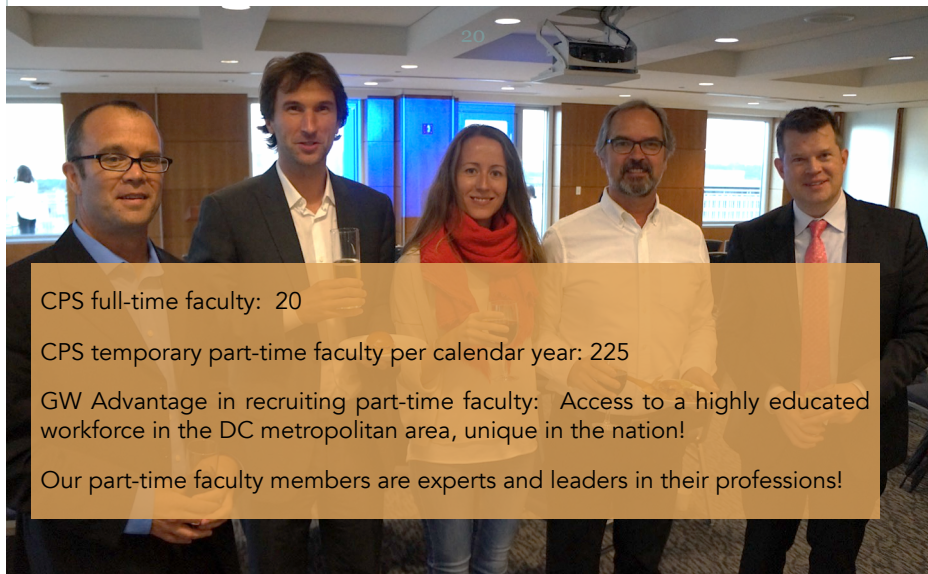 20
CPS full-time faculty: 20
CPS temporary part-time faculty per calendar year: 225
GW Advantage in recruiting part-time faculty: Access to a highly educated
workforce in the DC metropolitan area, unique in the nation!
Our part-time faculty members are experts and leaders in their professions!